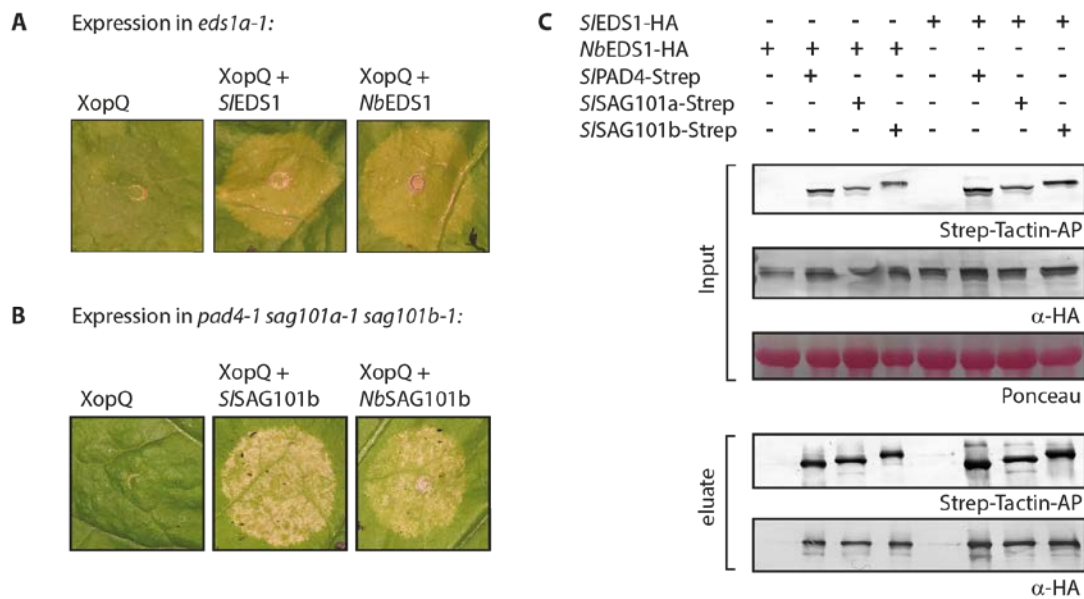 A Expression in eds1a-1:
XopQ
XopQ +
SlEDS1
XopQ +
NbEDS1
B Expression in pad4-1 sag101a-1 sag101b-1:
XopQ
XopQ +
SlSAG101b
XopQ +
NbSAG101b
C SlEDS1-HA - - - - + + + +
NbEDS1-HA + + + + - - - -
SlPAD4-Strep - + - - - + - -
SlSAG101a-Strep - - + - - - + -
SlSAG101b-Strep - - - + - - - +
Input
Strep-Tactin-AP
α-HA
Ponceau
eluate
Strep-Tactin-AP
α-HA